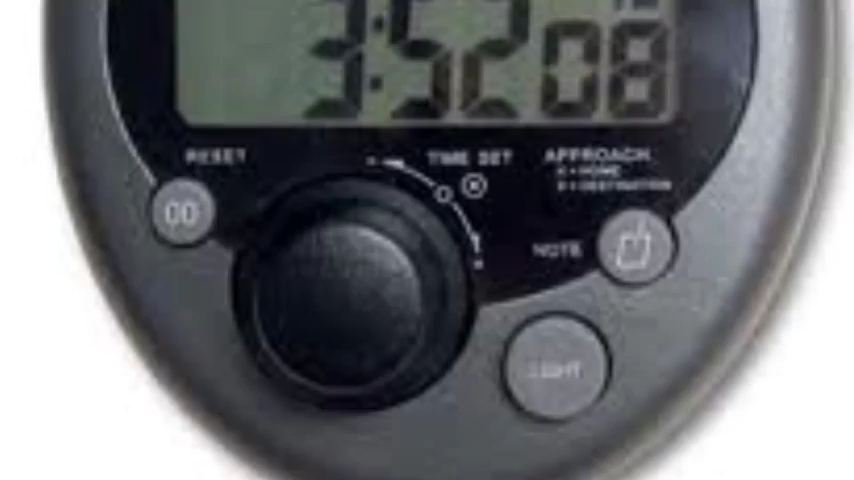 3:52 08
RESET
TIME SET
APPROACH
NOTE
LIGHT